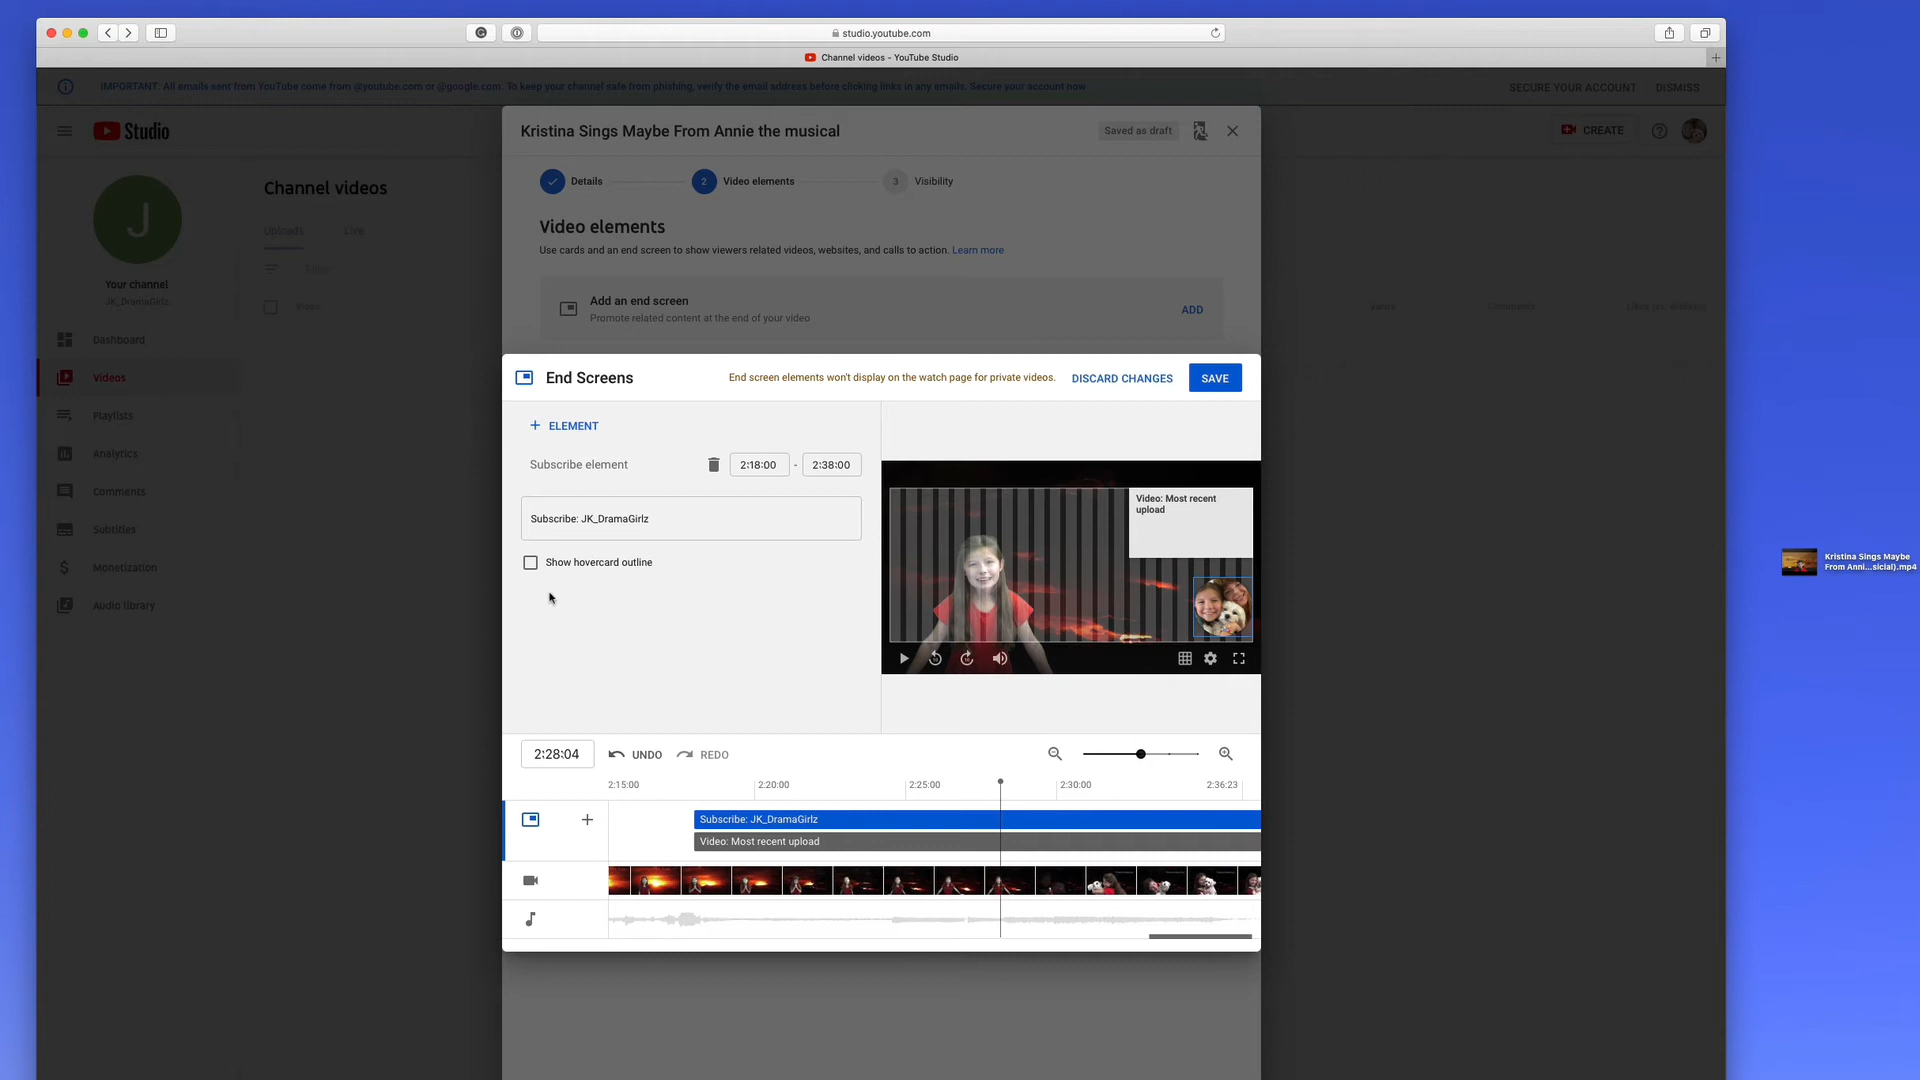 studio.youtube.com
Channel videos - YouTube Studio
IMPORTANT: All emails sent from YouTube come from @youtube.com or @google.com. To keep your channel safe from phishing, verify the email address before clicking links in any emails. Secure your account now
SECURE YOUR ACCOUNT
DISMISS
Studio
CREATE
Kristina Sings Maybe From Annie the musical
Saved as draft
Details
2
Video elements
3
Visibility
J
Your channel
JK_DramaGirlz
Channel videos
Uploads
Live
Filter
Video
Views
Comments
Likes (vs. dislikes)
Dashboard
Videos
Playlists
Analytics
Comments
Subtitles
Monetization
Audio library
Video elements
Use cards and an end screen to show viewers related videos, websites, and calls to action. Learn more
Add an end screen
Promote related content at the end of your video
ADD
End Screens
End screen elements won't display on the watch page for private videos.
DISCARD CHANGES
SAVE
+ ELEMENT
Subscribe element
2:18:00 - 2:38:00
Subscribe: JK_DramaGirlz
Show hovercard outline
Video: Most recent
upload
2:28:04
UNDO
REDO
2:15:00
2:20:00
2:25:00
2:30:00
2:36:23
Subscribe: JK_DramaGirlz
Video: Most recent upload
Kristina Sings Maybe
From Anni...sicial).mp4